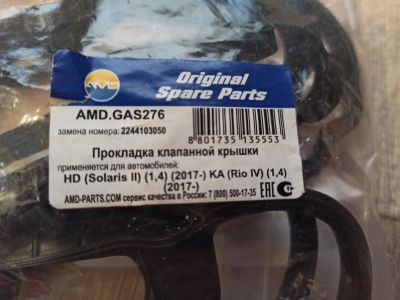 AMD
Original
Spare Parts
AMD.GAS276
замена номера: 2244103050
8 801735 135553
Прокладка клапанной крышки
применяется для автомобилей:
HD (Solaris II) (1,4) (2017-) KA (Rio IV) (1,4)
(2017-)
AMD-PARTS.COM сервис качества в России: 7 (800) 500-17-35
EAC